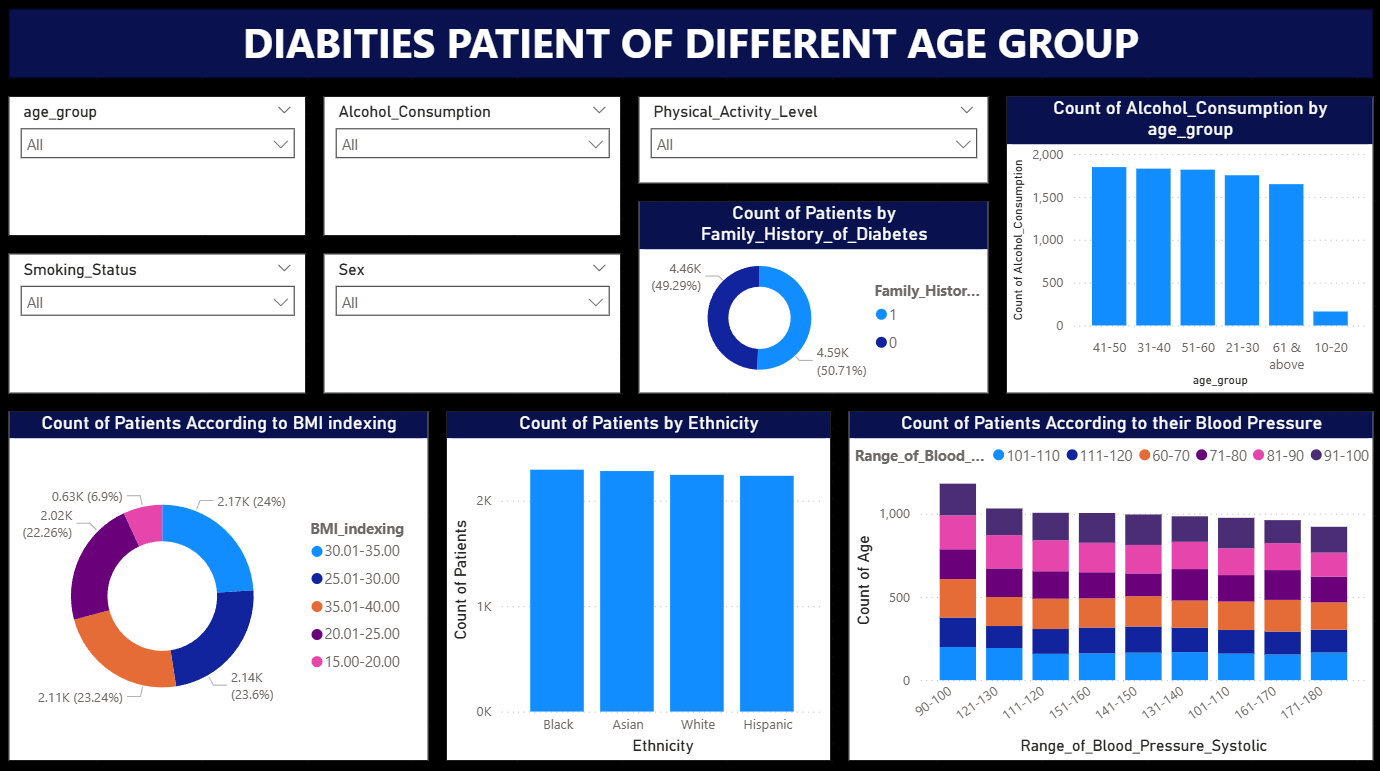 DIABITIES PATIENT OF DIFFERENT AGE GROUP
age_group
All
Alcohol_Consumption
All
Physical_Activity_Level
All
Smoking_Status
All
Sex
All
Count of Patients by
Family_History_of_Diabetes
4.46K
(49.29%)
4.59K
(50.71%)
Family_Histor...
1
0
Count of Alcohol_Consumption by
age_group
Count of Alcohol_Consumption
2,000
1,500
1,000
500
0
41-50 31-40 51-60 21-30 61 & 10-20
above
age_group
Count of Patients According to BMI indexing
0.63K (6.9%)
2.17K (24%)
2.02K
(22.26%)
2.11K (23.24%)
2.14K
(23.6%)
BMI_indexing
30.01-35.00
25.01-30.00
35.01-40.00
20.01-25.00
15.00-20.00
Count of Patients by Ethnicity
Count of Patients
2K
1K
0K
Black Asian White Hispanic
Ethnicity
Count of Patients According to their Blood Pressure
Range_of_Blood_... 101-110 111-120 60-70 71-80 81-90 91-100
Count of Age
1,000
500
0
90-100 121-130 111-120 151-160 141-150 131-140 101-110 161-170 171-180
Range_of_Blood_Pressure_Systolic